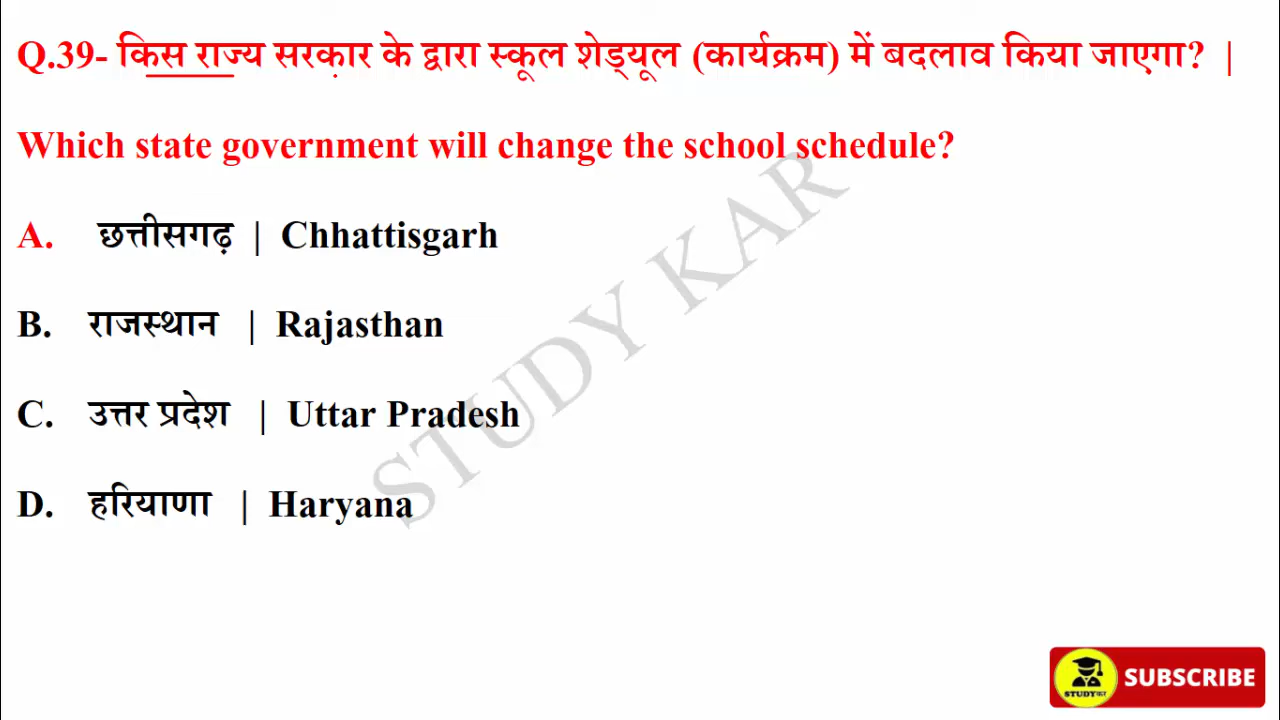 Q.39- किस राज्य सरकार के द्वारा स्कूल शेड्यूल (कार्यक्रम) में बदलाव किया जाएगा? |
Which state government will change the school schedule?
A. छत्तीसगढ़ | Chhattisgarh
B. राजस्थान | Rajasthan
C. उत्तर प्रदेश | Uttar Pradesh
D. हरियाणा | Haryana
STUDY KAR
STUDYकर SUBSCRIBE